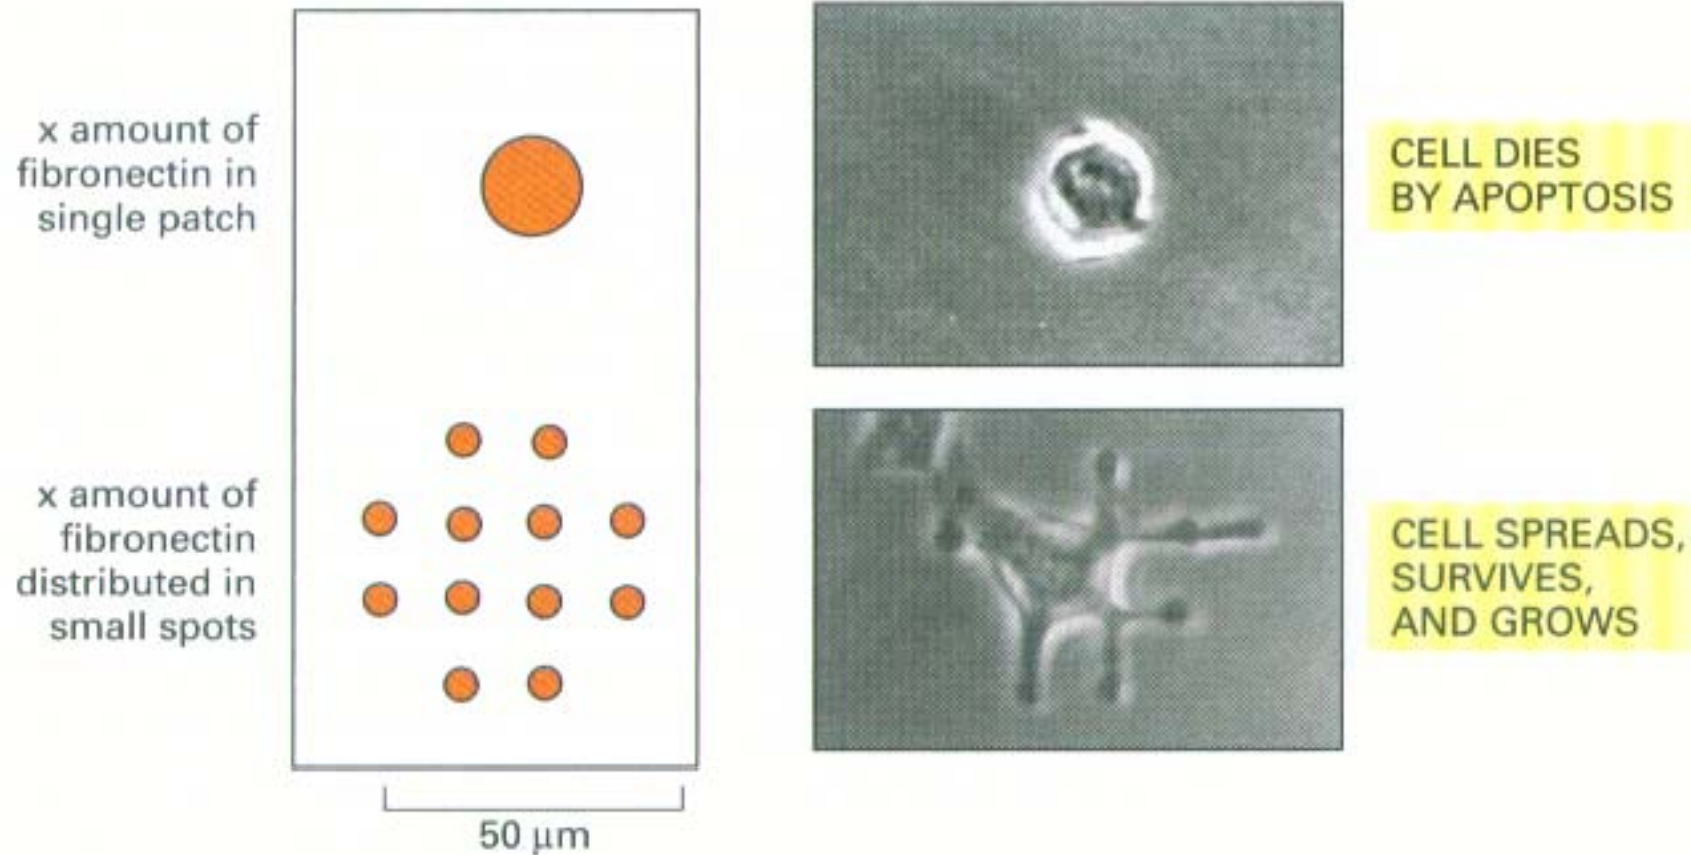 x amount of
fibronectin in
single patch
CELL DIES
BY APOPTOSIS
x amount of
fibronectin
distributed in
small spots
CELL SPREADS,
SURVIVES,
AND GROWS
50 μm